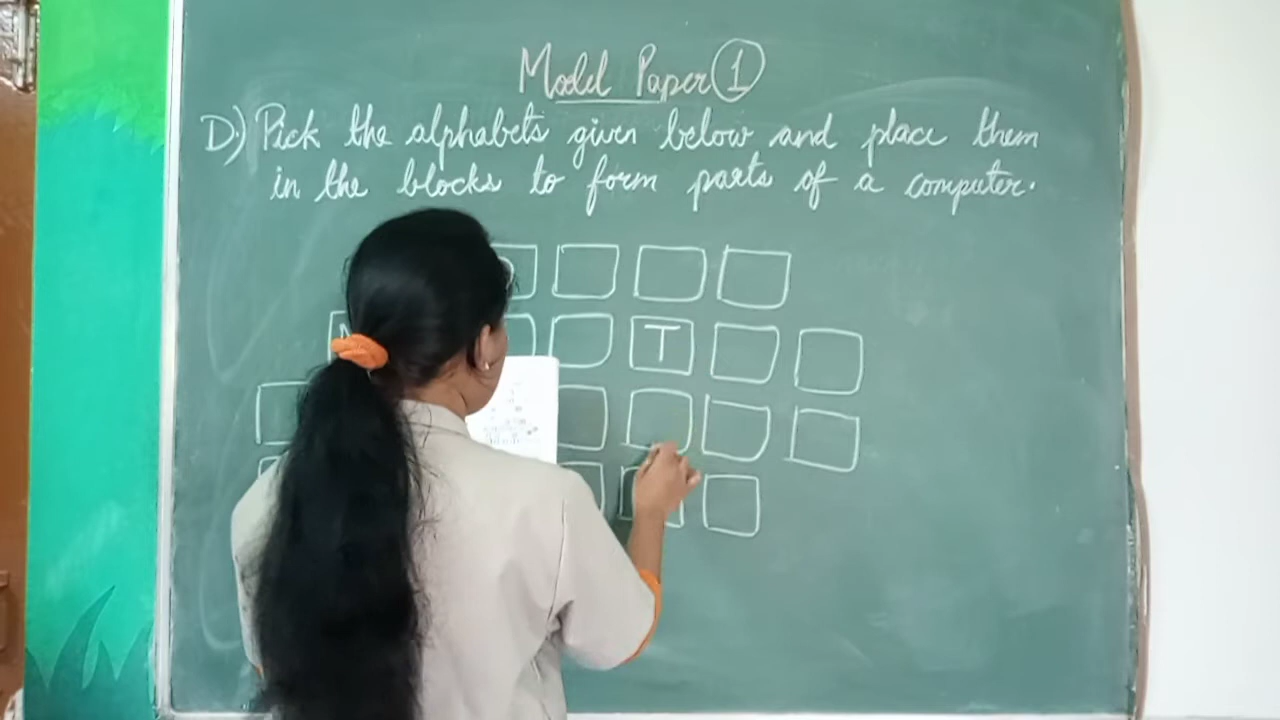 Model Paper 1
D.) Pick the alphabets given below and place them
in the blocks to form parts of a computer.
T